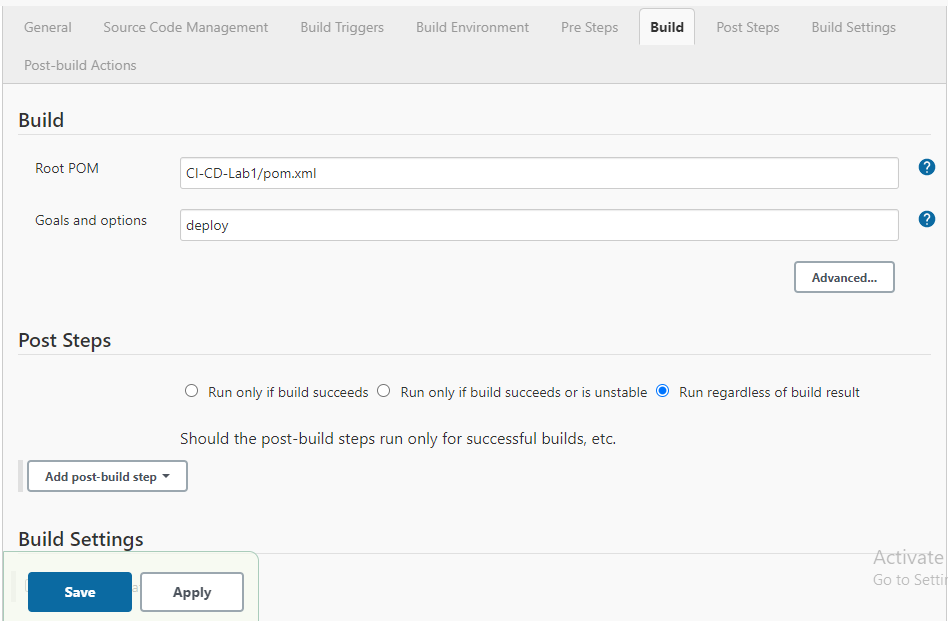 General Source Code Management Build Triggers Build Environment Pre Steps Build Post Steps Build Settings
Post-build Actions
Build
Root POM CI-CD-Lab1/pom.xml ?
Goals and options deploy ?
Advanced...
Post Steps
Run only if build succeeds Run only if build succeeds or is unstable Run regardless of build result
Should the post-build steps run only for successful builds, etc.
Add post-build step
Build Settings
Activate
Go to Settin
Save Apply